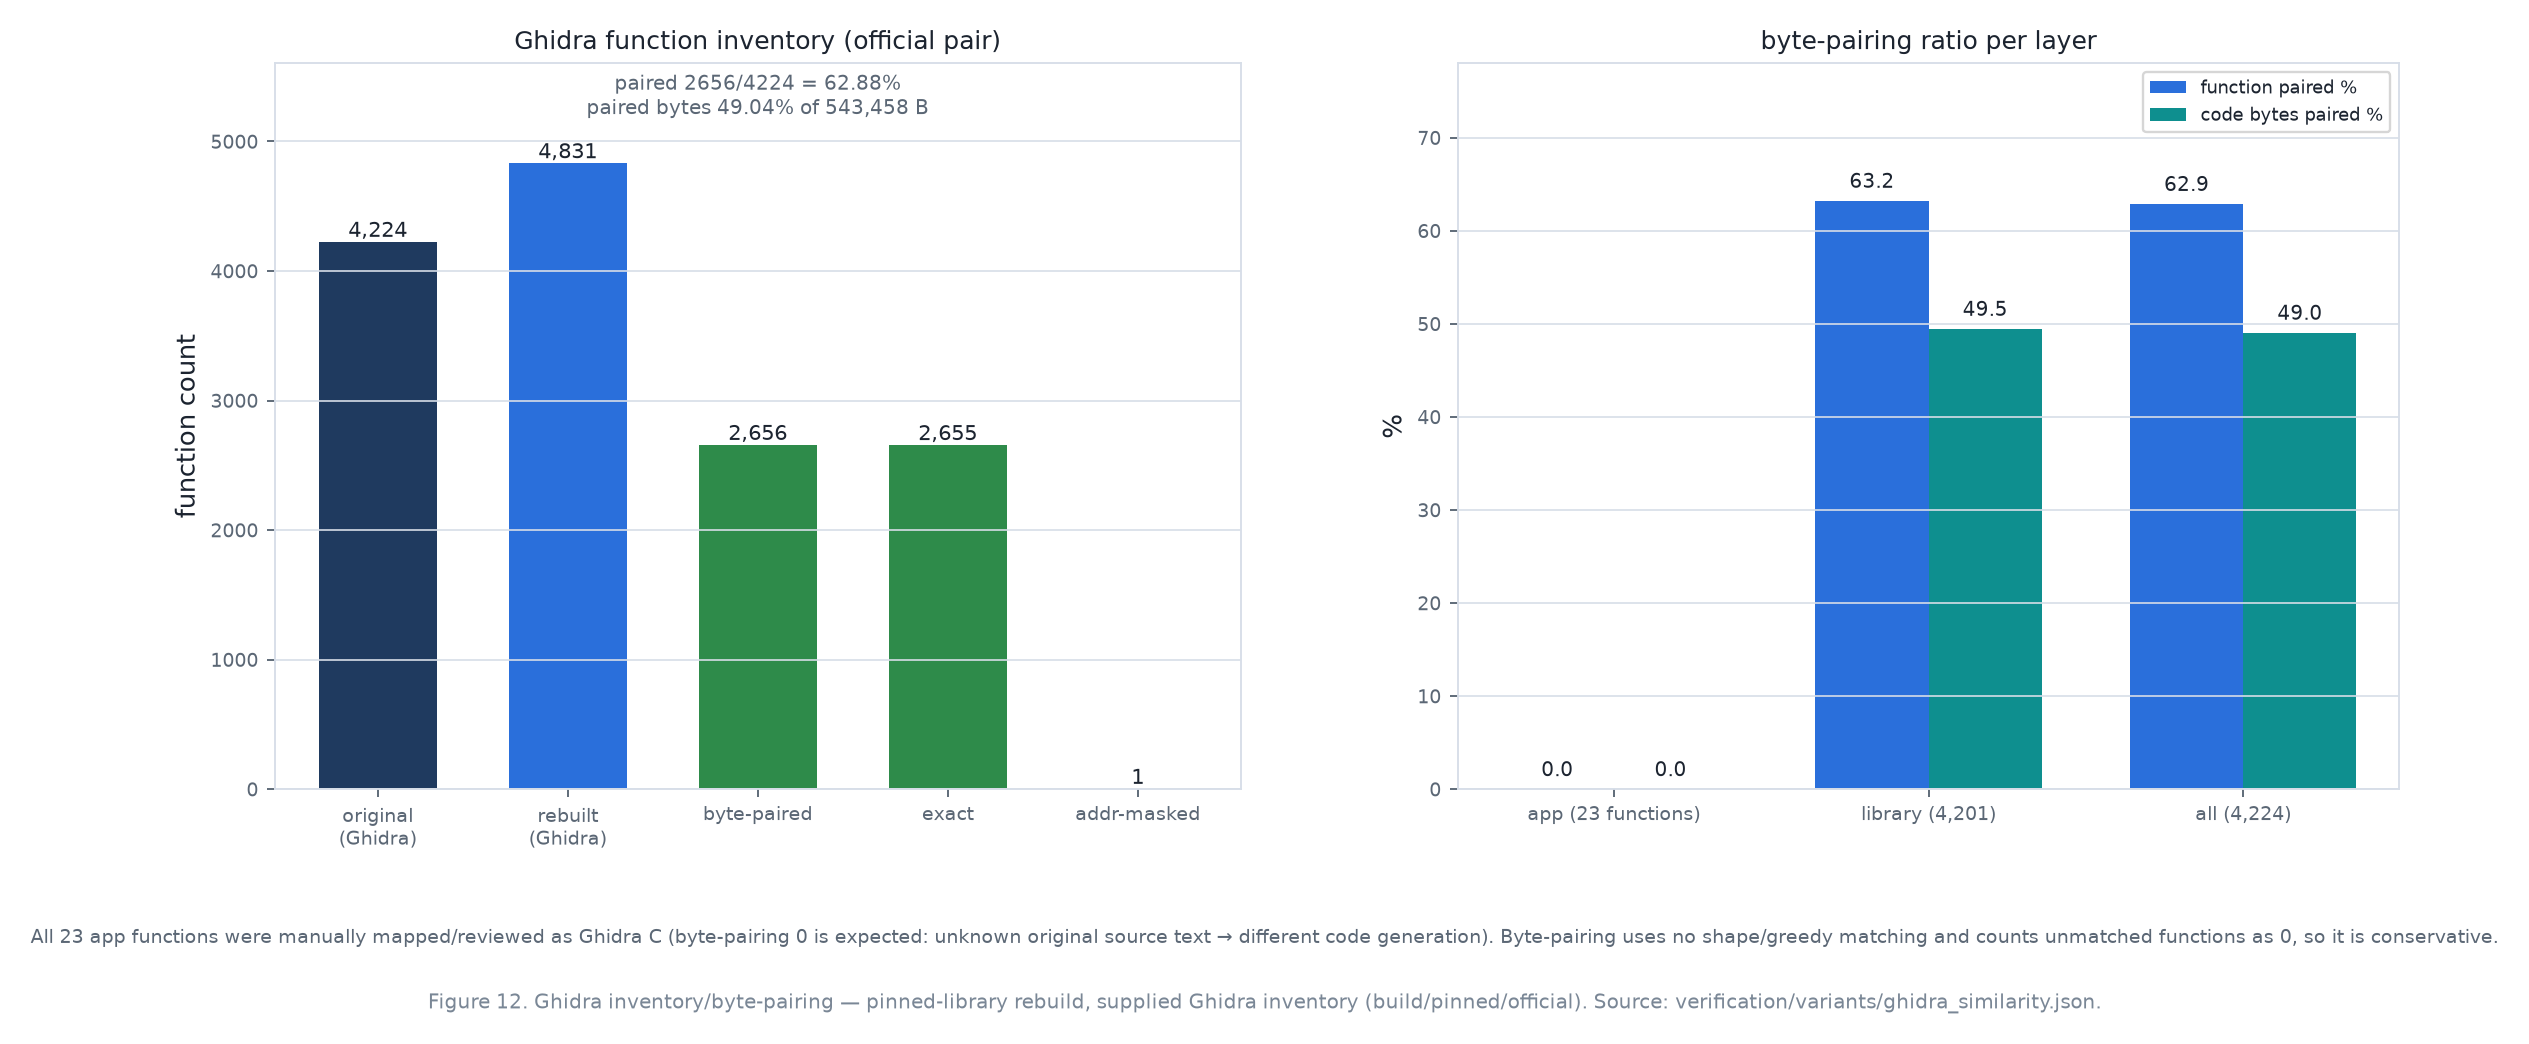 Ghidra function inventory (official pair)
paired 2656/4224 = 62.88%
paired bytes 49.04% of 543,458 B
function count
5000
4000
3000
2000
1000
0
4,224
4,831
2,656
2,655
1
original
(Ghidra)
rebuilt
(Ghidra)
byte-paired
exact
addr-masked
byte-pairing ratio per layer
function paired %
code bytes paired %
%
70
60
50
40
30
20
10
0
0.0
0.0
63.2
49.5
62.9
49.0
app (23 functions)
library (4,201)
all (4,224)
All 23 app functions were manually mapped/reviewed as Ghidra C (byte-pairing 0 is expected: unknown original source text → different code generation). Byte-pairing uses no shape/greedy matching and counts unmatched functions as 0, so it is conservative.
Figure 12. Ghidra inventory/byte-pairing — pinned-library rebuild, supplied Ghidra inventory (build/pinned/official). Source: verification/variants/ghidra_similarity.json.